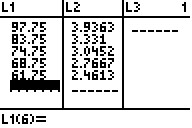 L1 L2 L3 1
97.75 3.9363 ------
83.75 3.331
74.75 3.0452
68.75 2.7667
61.75 2.4613
------
L1(6)=